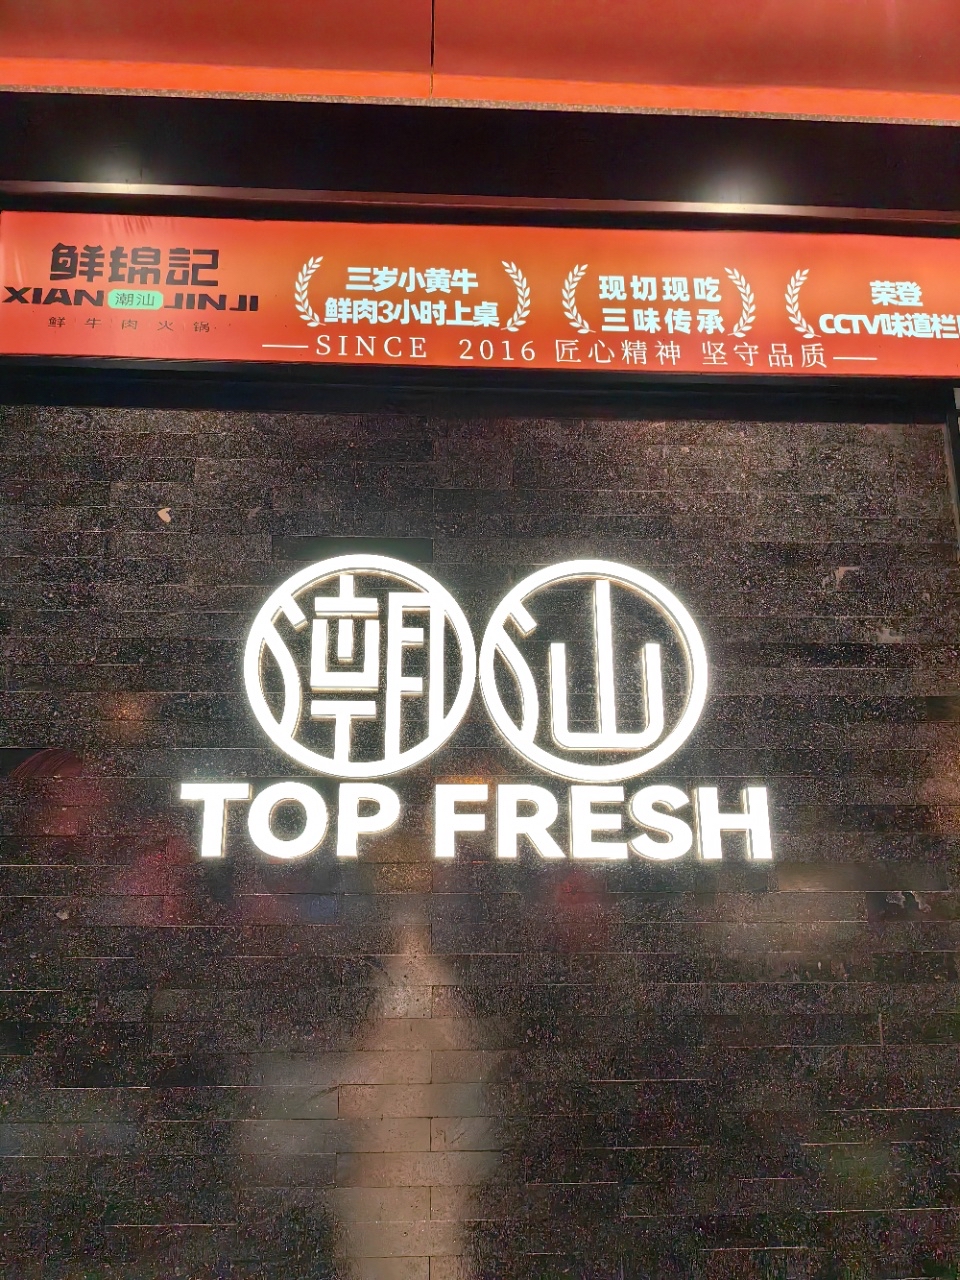 鲜锦記
XIAN 潮汕 JINJI
鲜 牛 肉 火 锅
三岁小黄牛
鲜肉3小时上桌
现切现吃
三味传承
荣登
CCTV味道栏
SINCE 2016 匠心精神 坚守品质
潮汕
TOP FRESH